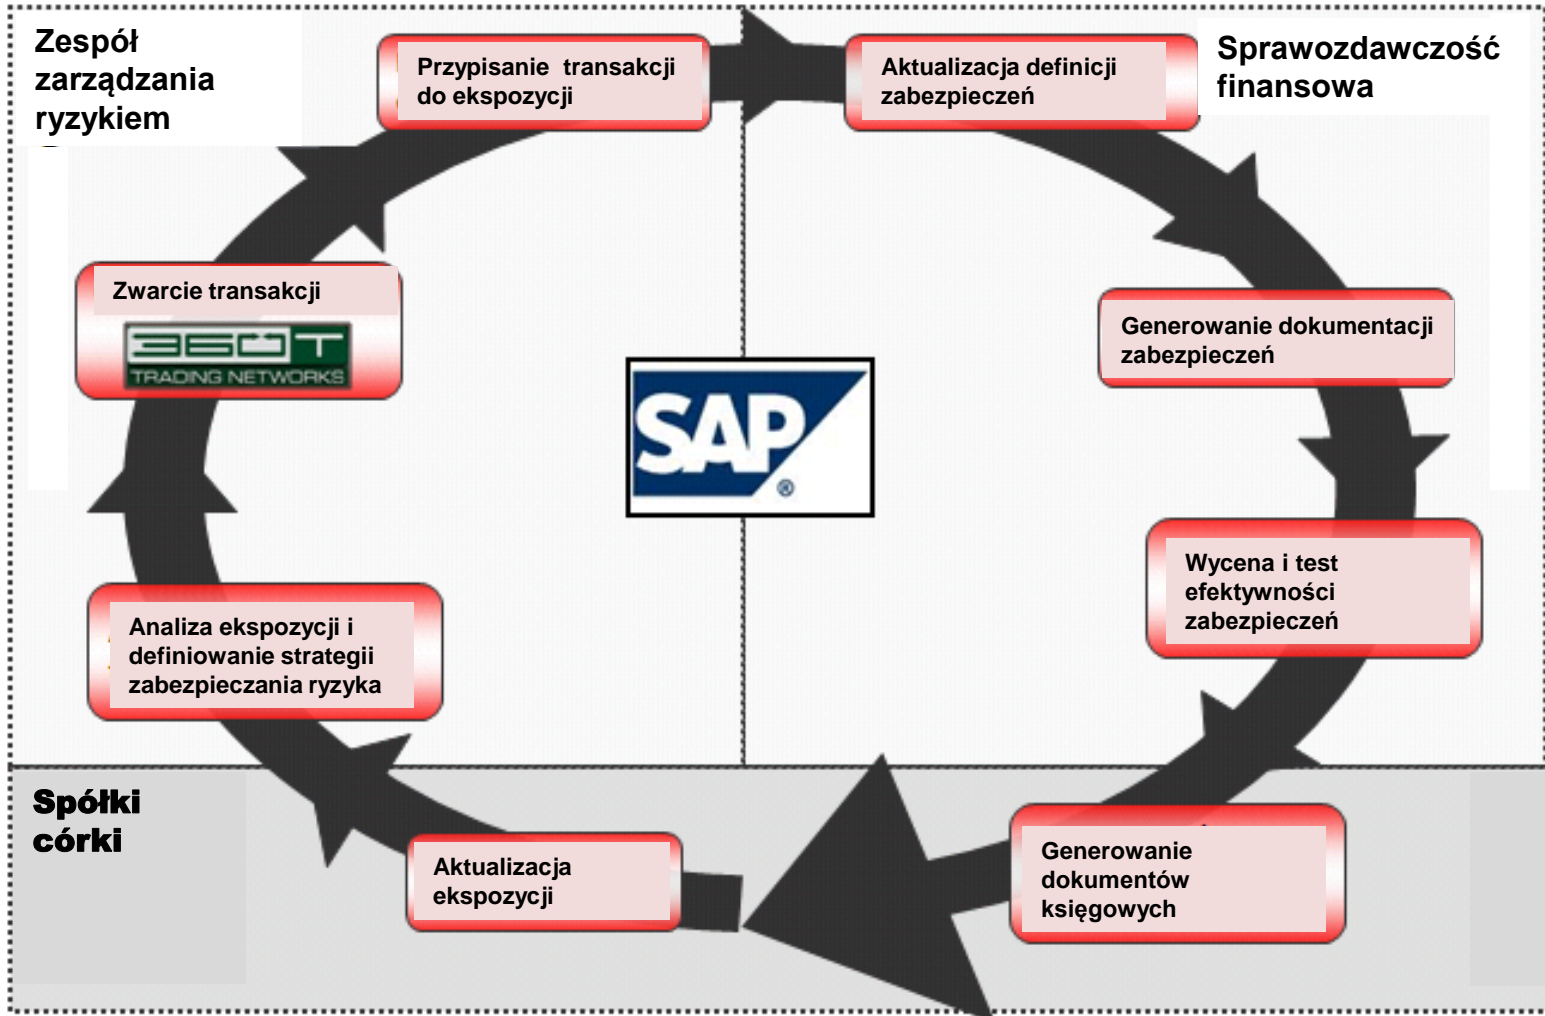 Zespół
zarządzania
ryzykiem
Przypisanie transakcji
do ekspozycji
Aktualizacja definicji
zabezpieczeń
Sprawozdawczość
finansowa
Zwarcie transakcji
360T
TRADING NETWORKS
Generowanie dokumentacji
zabezpieczeń
SAP
®
Wycena i test
efektywności
zabezpieczeń
Analiza ekspozycji i
definiowanie strategii
zabezpieczania ryzyka
Spółki
córki
Aktualizacja
ekspozycji
Generowanie
dokumentów
księgowych